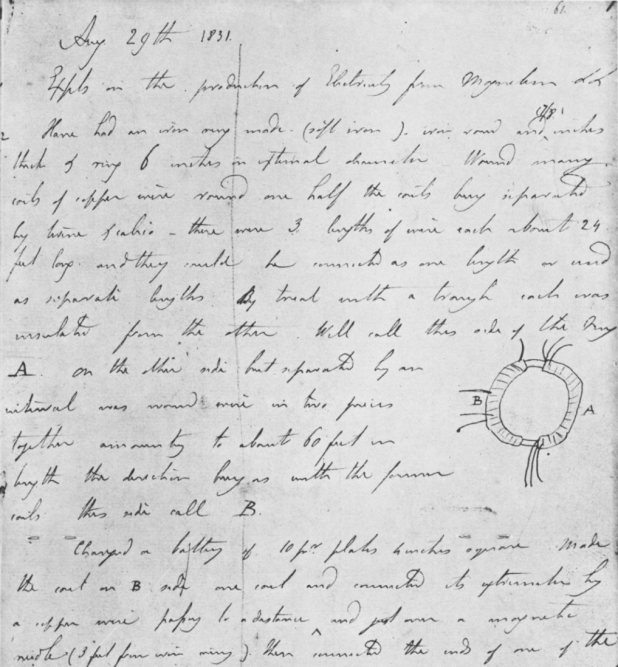 61.
Aug 29th 1831.
Expts on the production of Electricity from Magnetism &c &c
Have had an iron ring made (soft iron), iron round and 7/8 inches
thick & ring 6 inches in external diameter. Wound many
coils of copper wire round one half the coils being separated
by twine & calico - there were 3 lengths of wire each about 24
feet long and they could be connected as one length or used
as separate lengths. By trial with a trough each was
insulated from the other. Will call this side of the ring
A. on the other side but separated by an
interval was wound wire in two pieces
together amounting to about 60 feet in
length the direction being as with the former
coils this side call B.
B
A
Charged a battery of 10 pr plates 4 inches square made
the coil on B side one coil and connected its extremities by
a copper wire passing to a distance and just over a magnetic
needle (3 feet from iron ring). then connected the ends of one of the